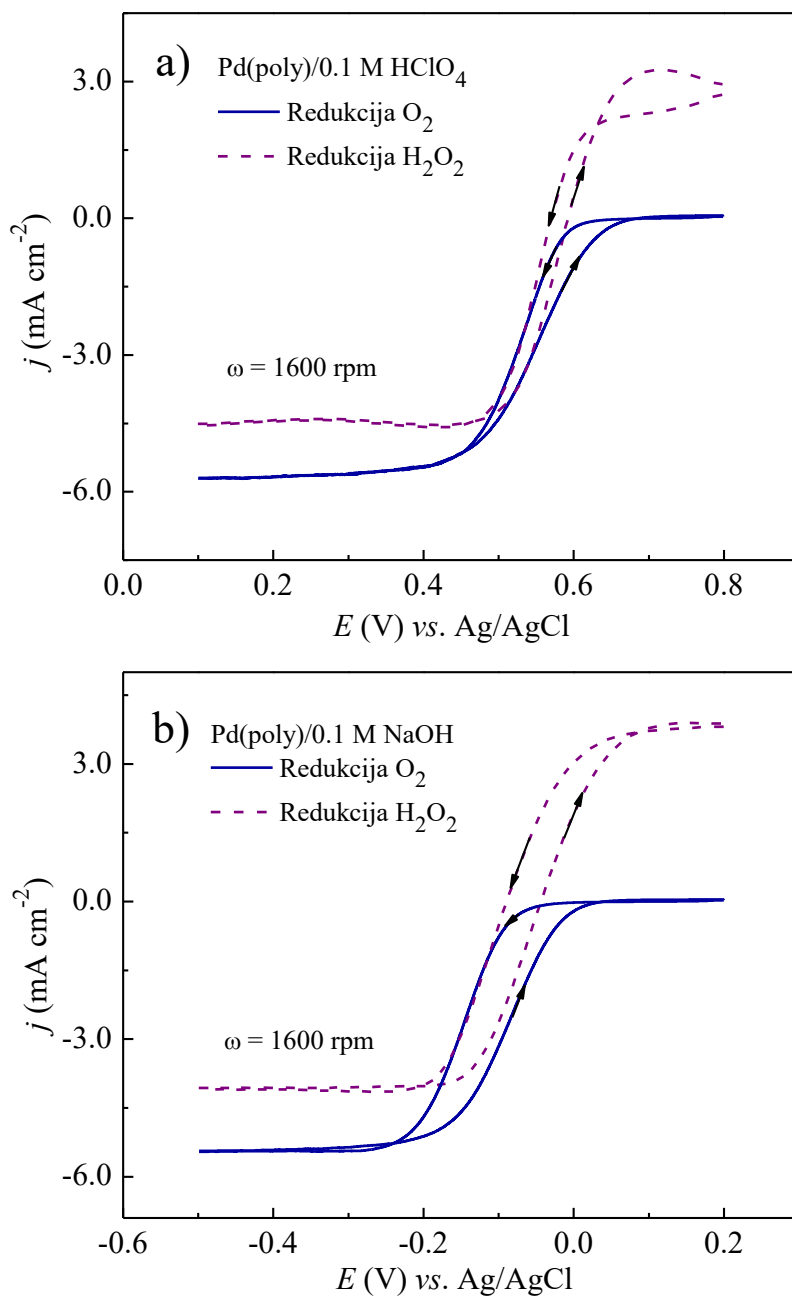 a)
Pd(poly)/0.1 M HClO4
Redukcija O2
Redukcija H2O2
3.0
0.0
-3.0
-6.0
j (mA cm-2)
ω = 1600 rpm
0.0 0.2 0.4 0.6 0.8
E (V) vs. Ag/AgCl
b)
Pd(poly)/0.1 M NaOH
Redukcija O2
Redukcija H2O2
3.0
0.0
-3.0
-6.0
j (mA cm-2)
ω = 1600 rpm
-0.6 -0.4 -0.2 0.0 0.2
E (V) vs. Ag/AgCl